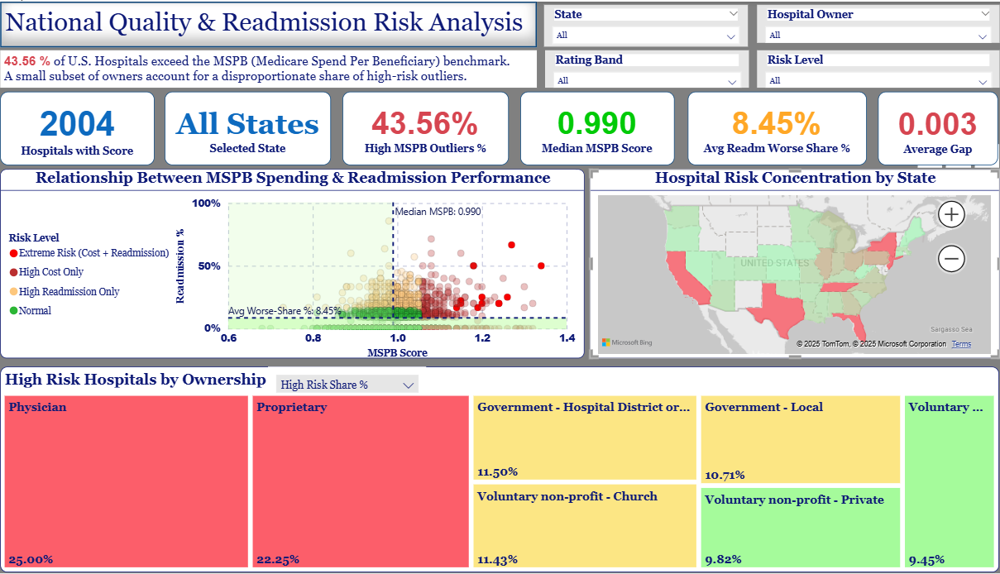 National Quality & Readmission Risk Analysis
43.56 % of U.S. Hospitals exceed the MSPB (Medicare Spend Per Beneficiary) benchmark.
A small subset of owners account for a disproportionate share of high-risk outliers.
State
All
Hospital Owner
All
Rating Band
All
Risk Level
All
2004
Hospitals with Score
All States
Selected State
43.56%
High MSPB Outliers %
0.990
Median MSPB Score
8.45%
Avg Readm Worse Share %
0.003
Average Gap
Relationship Between MSPB Spending & Readmission Performance
Risk Level
Extreme Risk (Cost + Readmission)
High Cost Only
High Readmission Only
Normal
Readmission %
100%
50%
0%
Median MSPB: 0.990
Avg Worse-Share %: 8.45%
0.6 0.8 1.0 1.2 1.4
MSPB Score
Hospital Risk Concentration by State
UNITED STATES
Sargasso Sea
Microsoft Bing
© 2025 TomTom, © 2025 Microsoft Corporation Terms
High Risk Hospitals by Ownership
High Risk Share %
Physician
25.00%
Proprietary
22.25%
Government - Hospital District or...
11.50%
Voluntary non-profit - Church
11.43%
Government - Local
10.71%
Voluntary non-profit - Private
9.82%
Voluntary ...
9.45%